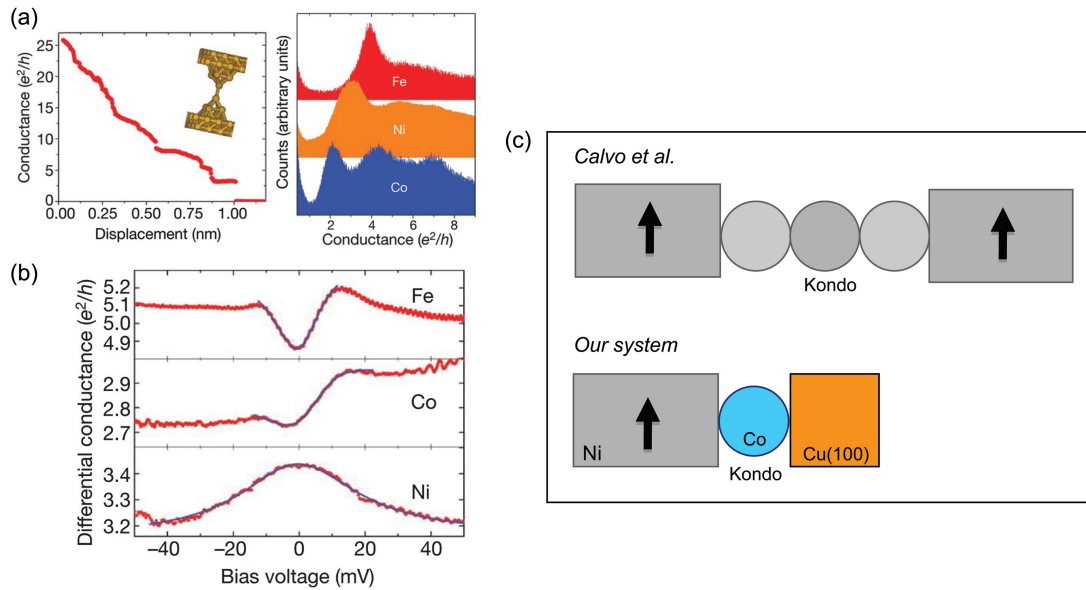 (a)
Conductance (e²/h)
25
20
15
10
5
0
0.00 0.25 0.50 0.75 1.00
Displacement (nm)
Counts (arbitrary units)
Fe
Ni
Co
2 4 6 8
Conductance (e²/h)
(b)
Differential conductance (e²/h)
5.2
5.1
5.0
4.9
Fe
2.9
2.8
2.7
Co
3.4
3.3
3.2
Ni
−40 −20 0 20 40
Bias voltage (mV)
(c)
Calvo et al.
Kondo
Our system
Ni
Co
Cu(100)
Kondo